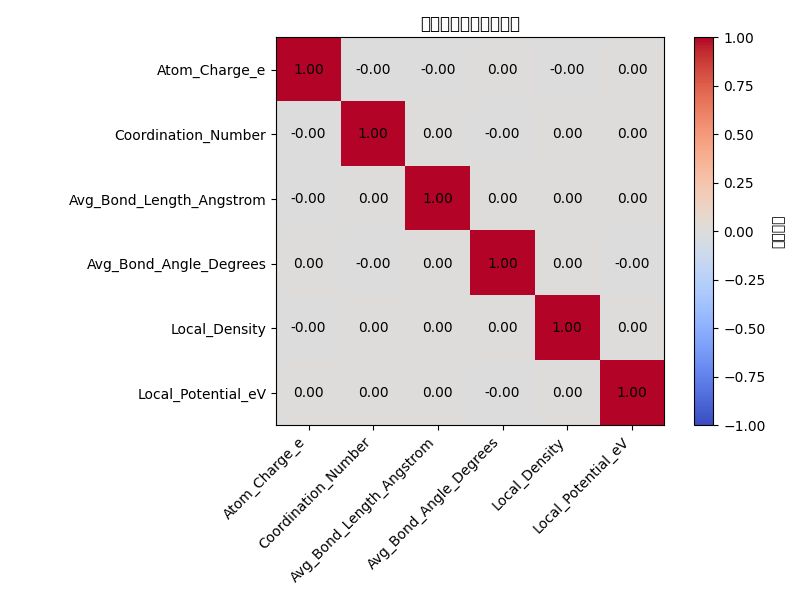 Atom_Charge_e 1.00 -0.00 -0.00 0.00 -0.00 0.00
Coordination_Number -0.00 1.00 0.00 -0.00 0.00 0.00
Avg_Bond_Length_Angstrom -0.00 0.00 1.00 0.00 0.00 0.00
Avg_Bond_Angle_Degrees 0.00 -0.00 0.00 1.00 0.00 -0.00
Local_Density -0.00 0.00 0.00 0.00 1.00 0.00
Local_Potential_eV 0.00 0.00 0.00 -0.00 0.00 1.00
Atom_Charge_e
Coordination_Number
Avg_Bond_Length_Angstrom
Avg_Bond_Angle_Degrees
Local_Density
Local_Potential_eV
1.00
0.75
0.50
0.25
0.00
−0.25
−0.50
−0.75
−1.00